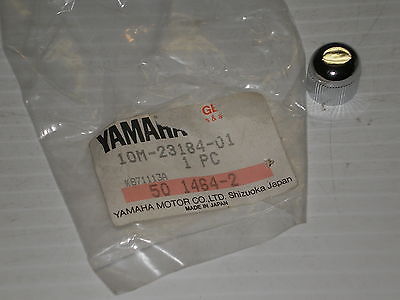 GE
YAMAHA
10M-23184-01
1 PC
K871113A
50 1464-2
YAMAHA MOTOR CO., LTD. Shizuoka Japan
MADE IN JAPAN